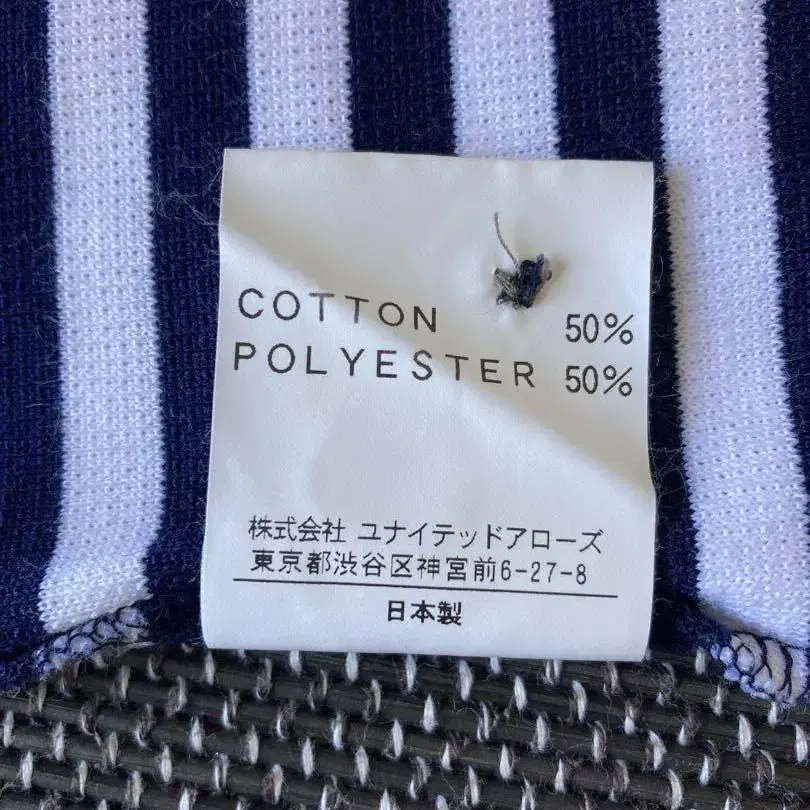 COTTON 50%
POLYESTER 50%
株式会社 ユナイテッドアローズ
東京都渋谷区神宮前6-27-8
日本製